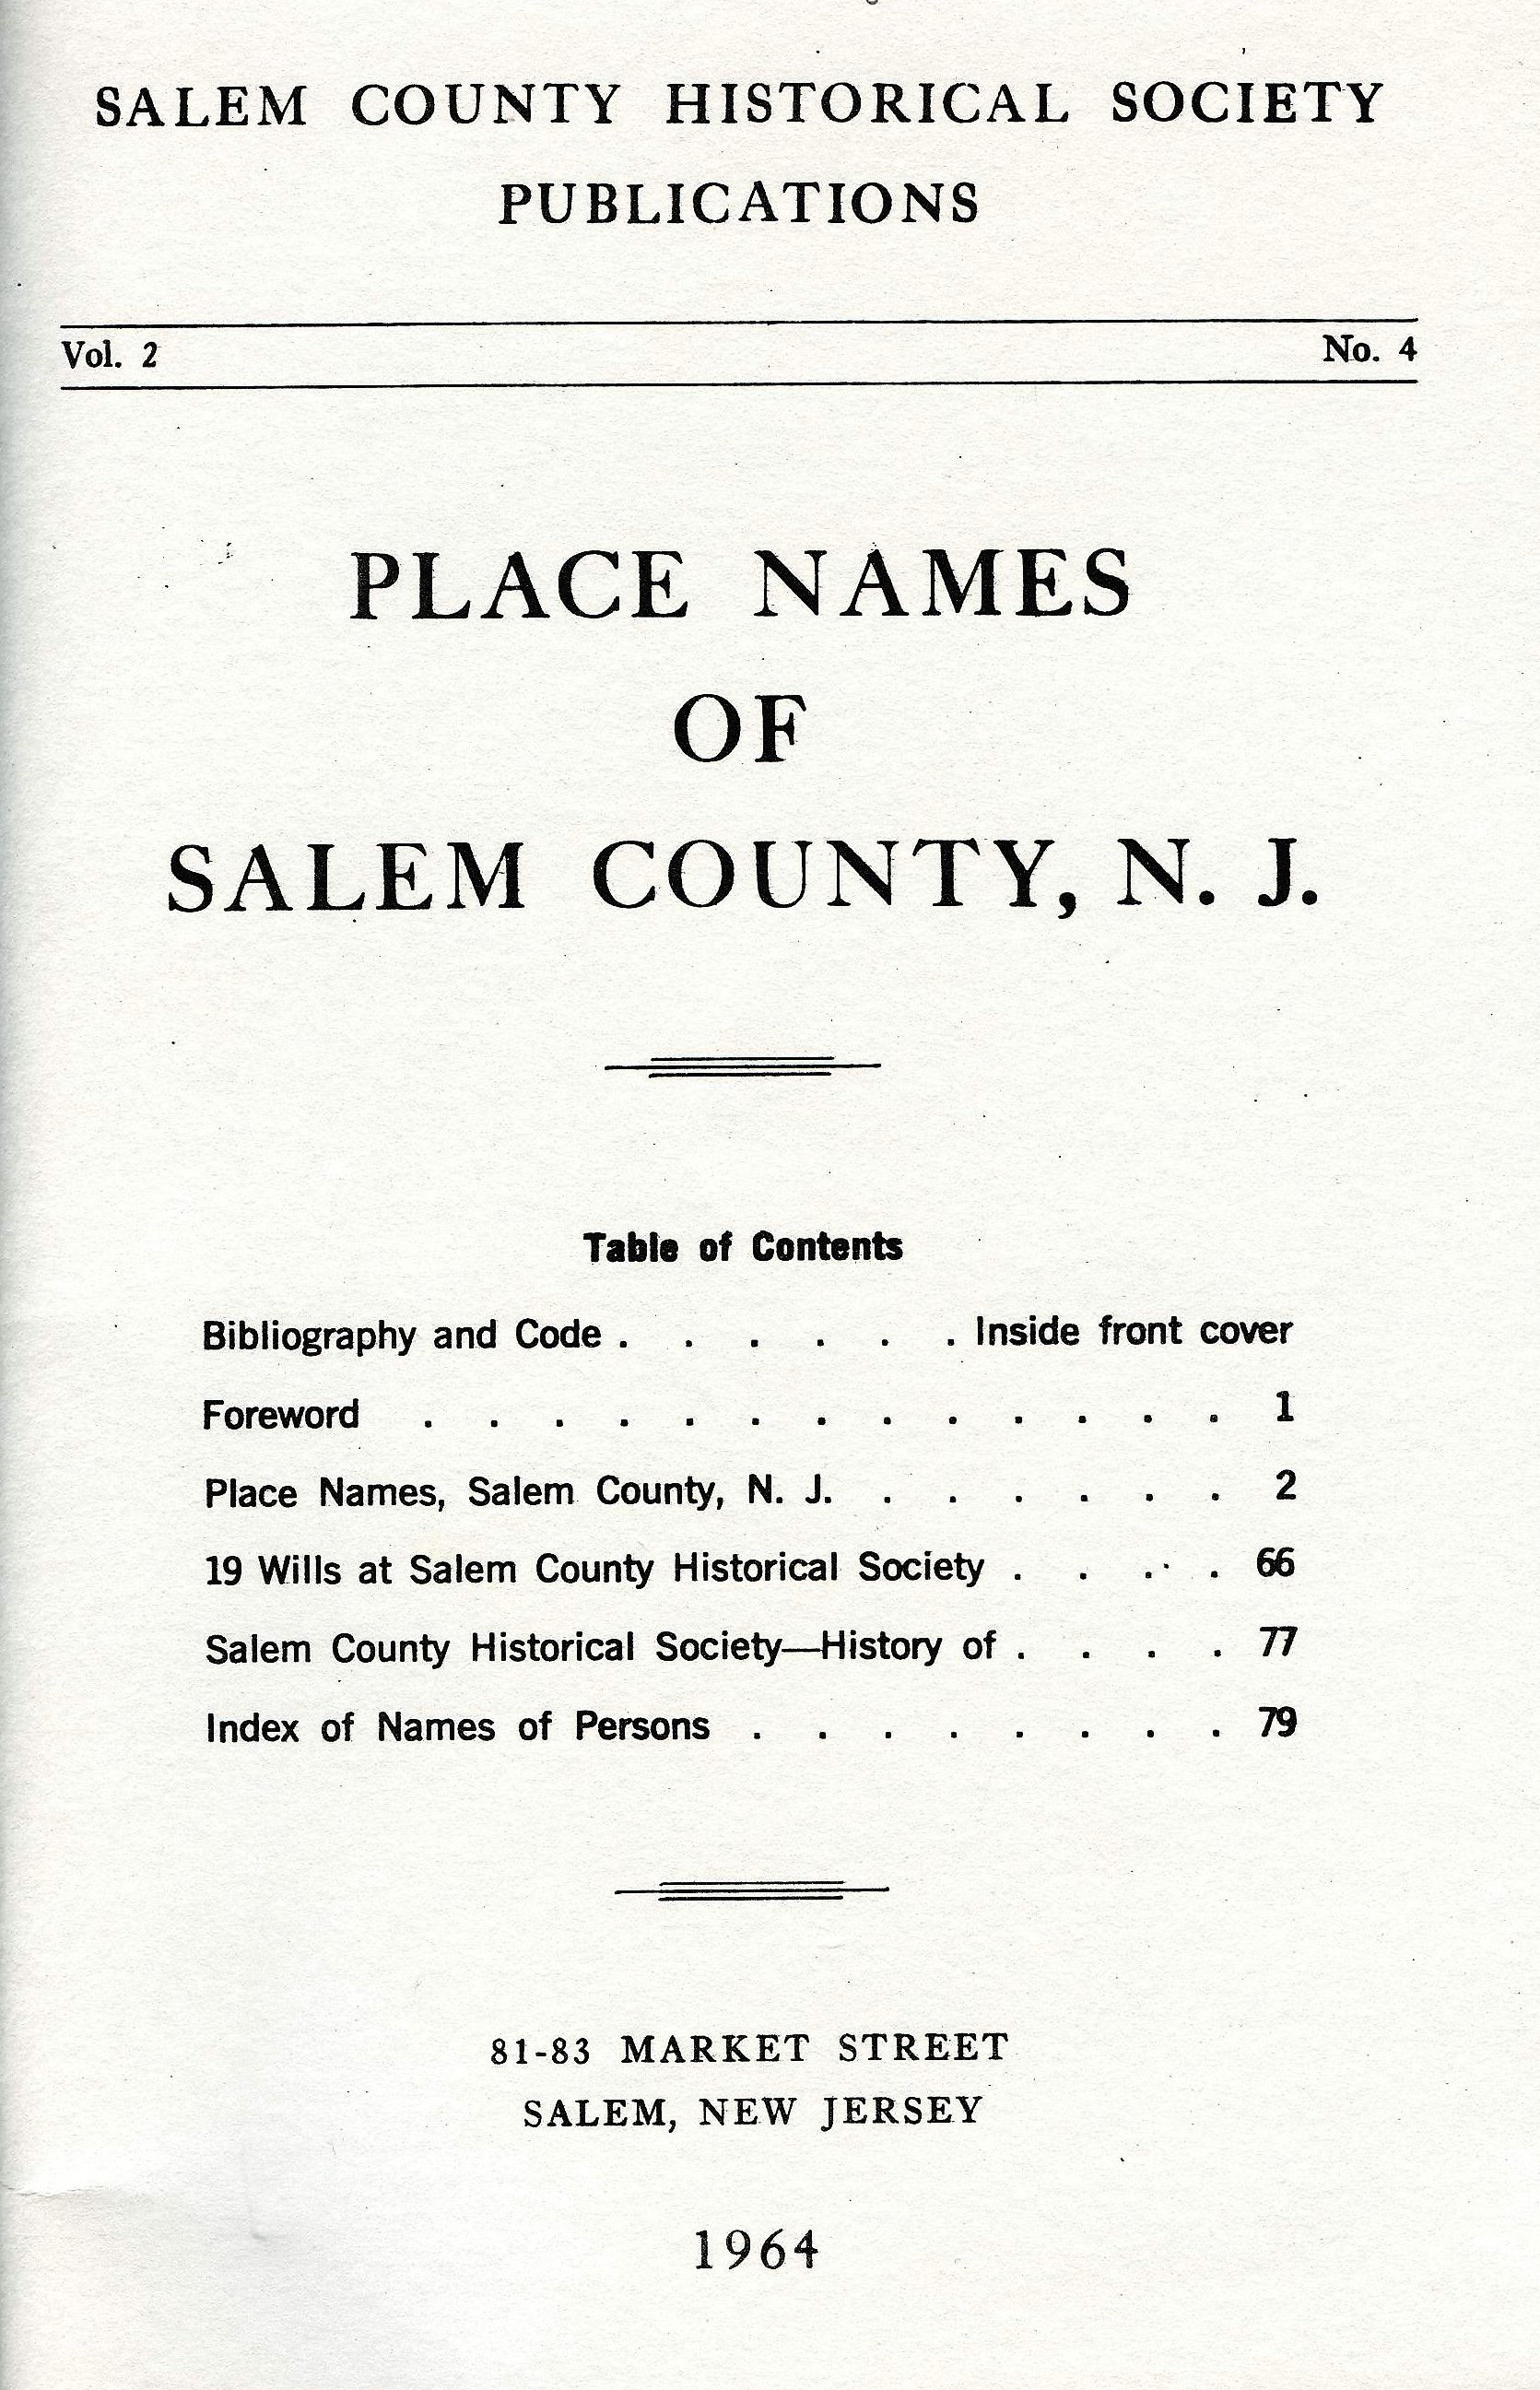 SALEM COUNTY HISTORICAL SOCIETY
PUBLICATIONS
Vol. 2 No. 4
PLACE NAMES
OF
SALEM COUNTY, N. J.
Table of Contents
Bibliography and Code . . . . . . Inside front cover
Foreword . . . . . . . . . . . . . 1
Place Names, Salem County, N. J. . . . . . . 2
19 Wills at Salem County Historical Society . . . . 66
Salem County Historical Society—History of . . . . 77
Index of Names of Persons . . . . . . . . 79
81-83 MARKET STREET
SALEM, NEW JERSEY
1964